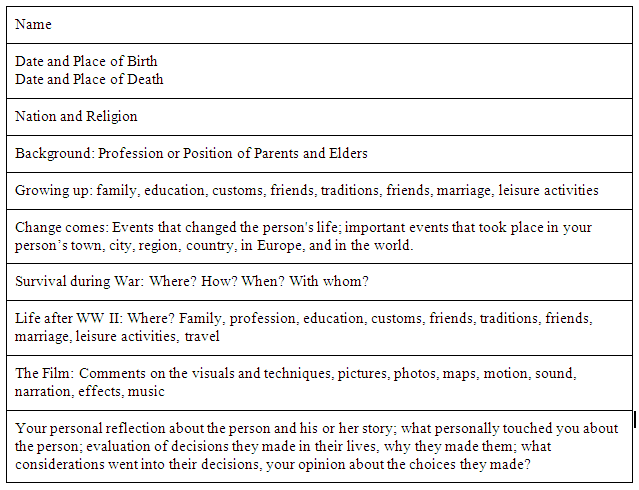 Name
Date and Place of Birth
Date and Place of Death
Nation and Religion
Background: Profession or Position of Parents and Elders
Growing up: family, education, customs, friends, traditions, friends, marriage, leisure activities
Change comes: Events that changed the person's life; important events that took place in your
person’s town, city, region, country, in Europe, and in the world.
Survival during War: Where? How? When? With whom?
Life after WW II: Where? Family, profession, education, customs, friends, traditions, friends,
marriage, leisure activities, travel
The Film: Comments on the visuals and techniques, pictures, photos, maps, motion, sound,
narration, effects, music
Your personal reflection about the person and his or her story; what personally touched you about
the person; evaluation of decisions they made in their lives, why they made them; what
considerations went into their decisions, your opinion about the choices they made?